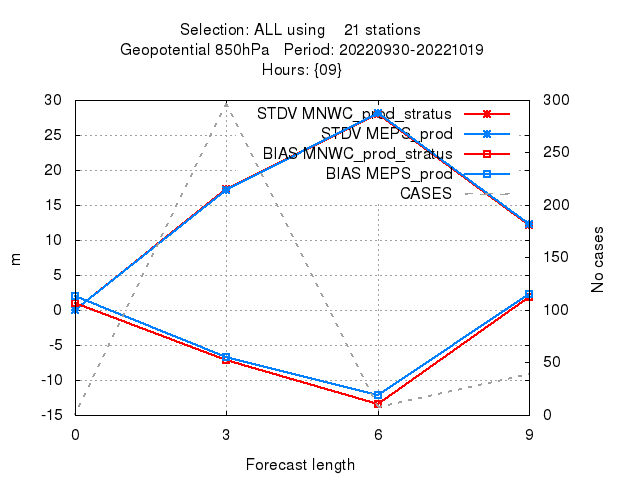 Selection: ALL using    21 stations
Geopotential 850hPa   Period: 20220930-20221019
Hours: {09}
STDV MNWC_prod_stratus
STDV MEPS_prod
BIAS MNWC_prod_stratus
BIAS MEPS_prod
CASES
30
25
20
15
10
5
0
-5
-10
-15
m
300
250
200
150
100
50
0
No cases
0 3 6 9
Forecast length